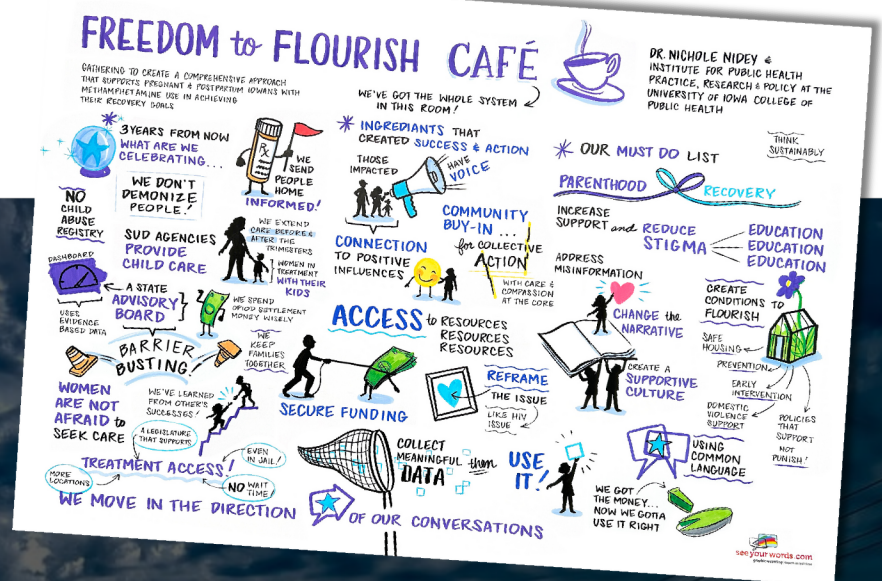 FREEDOM to FLOURISH CAFÉ
GATHERING TO CREATE A COMPREHENSIVE APPROACH
THAT SUPPORTS PREGNANT & POSTPARTUM IOWANS WITH
METHAMPHETAMINE USE IN ACHIEVING
THEIR RECOVERY GOALS
WE'VE GOT THE WHOLE SYSTEM
IN THIS ROOM!
DR. NICHOLE NIDEY &
INSTITUTE FOR PUBLIC HEALTH
PRACTICE, RESEARCH & POLICY AT THE
UNIVERSITY OF IOWA COLLEGE OF
PUBLIC HEALTH
3 YEARS FROM NOW
WHAT ARE WE
CELEBRATING...
WE DON'T
DEMONIZE
PEOPLE!
Rx
WE
SEND
PEOPLE
HOME
INFORMED!
NO
CHILD
ABUSE
REGISTRY
SUD AGENCIES
PROVIDE
CHILD CARE
WE EXTEND
CARE BEFORE &
AFTER THE
TRIMESTERS
WOMEN IN
TREATMENT
WITH THEIR
KIDS
DASHBOARD
USES
EVIDENCE
BASED DATA
A STATE
ADVISORY
BOARD
WE SPEND
OPIOD SETTLEMENT
MONEY WISELY
BARRIER
BUSTING!
WE
KEEP
FAMILIES
TOGETHER
WOMEN
ARE NOT
AFRAID to
SEEK CARE
WE'VE LEARNED
FROM OTHER'S
SUCCESSES!
A LEGISLATURE
THAT SUPPORTS
TREATMENT ACCESS!
EVEN
IN JAIL!
MORE
LOCATIONS
NO WAIT
TIME!
INGREDIANTS THAT
CREATED SUCCESS & ACTION
THOSE
IMPACTED
HAVE
VOICE
CONNECTION
TO POSITIVE
INFLUENCES
COMMUNITY
BUY-IN...
for COLLECTIVE
ACTION
WITH CARE &
COMPASSION
AT THE CORE
ACCESS to RESOURCES
RESOURCES
RESOURCES
SECURE FUNDING
REFRAME
THE ISSUE
LIKE HIV
ISSUE
COLLECT
MEANINGFUL
DATA
then
USE
IT!
OUR MUST DO LIST
THINK
SUSTAINABLY
PARENTHOOD
RECOVERY
INCREASE
SUPPORT and REDUCE
STIGMA
EDUCATION
EDUCATION
EDUCATION
ADDRESS
MISINFORMATION
CHANGE the
NARRATIVE
CREATE A
SUPPORTIVE
CULTURE
CREATE
CONDITIONS TO
FLOURISH
SAFE
HOUSING
PREVENTION
EARLY
INTERVENTION
DOMESTIC
VIOLENCE
SUPPORT
POLICIES
THAT
SUPPORT
NOT
PUNISH!
USING
COMMON
LANGUAGE
WE GOT
THE MONEY...
NOW WE GOTTA
USE IT RIGHT
WE MOVE IN THE DIRECTION
OF OUR CONVERSATIONS
seeyourwords.com